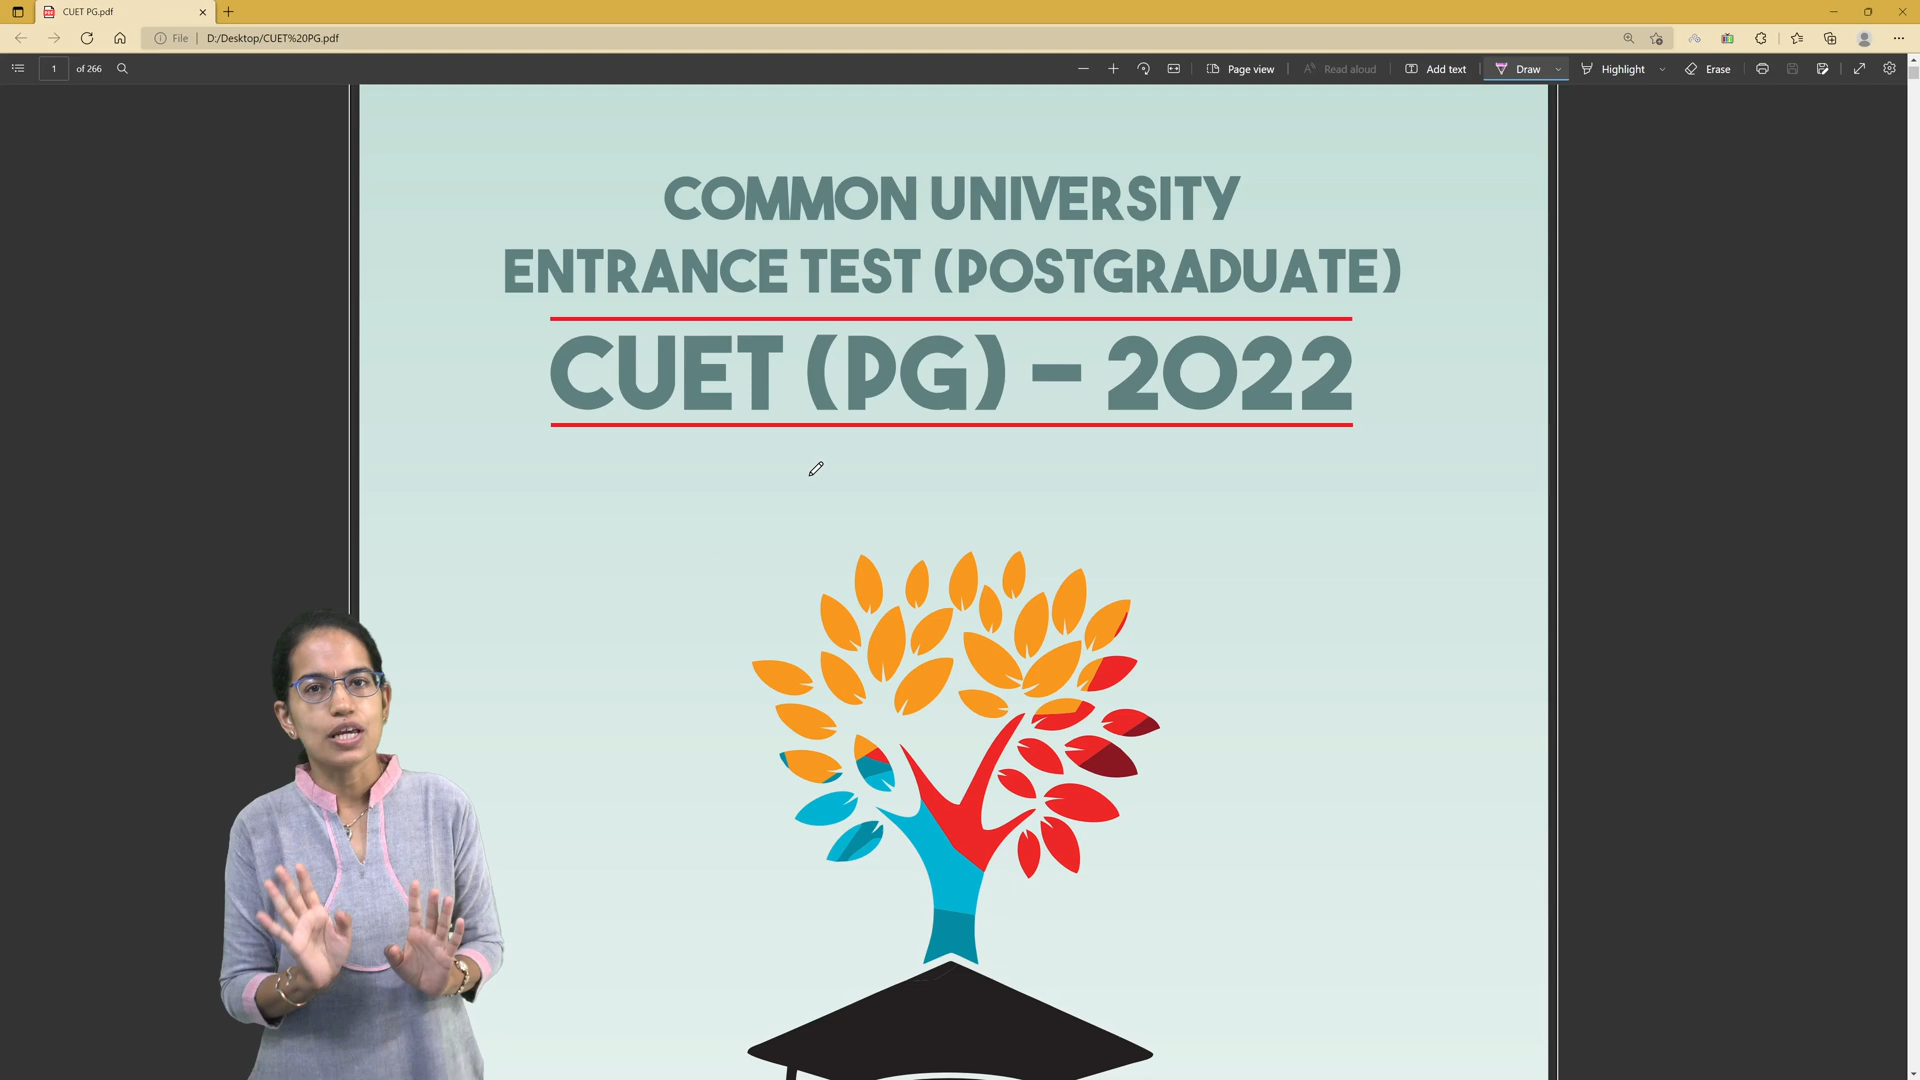 CUET PG.pdf
File D:/Desktop/CUET%20PG.pdf
1 of 266 Page view Read aloud Add text Draw Highlight Erase
COMMON UNIVERSITY
ENTRANCE TEST (POSTGRADUATE)
CUET (PG) – 2022